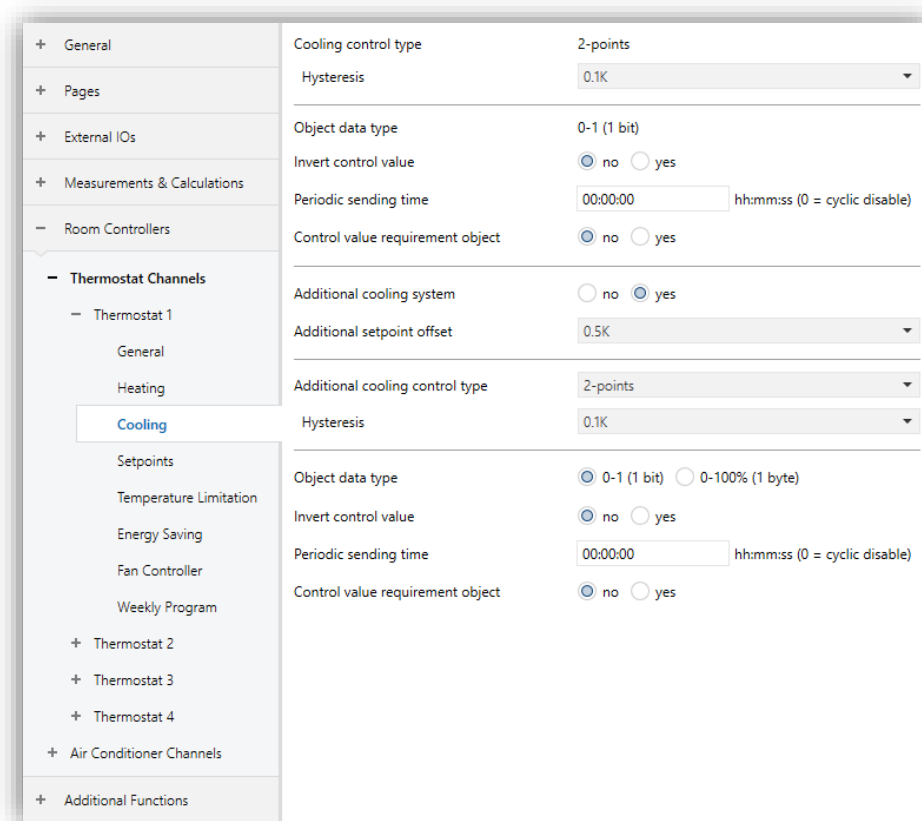 General
Pages
External IOs
Measurements & Calculations
Room Controllers
Thermostat Channels
Thermostat 1
General
Heating
Cooling
Setpoints
Temperature Limitation
Energy Saving
Fan Controller
Weekly Program
Thermostat 2
Thermostat 3
Thermostat 4
Air Conditioner Channels
Additional Functions
Cooling control type 2-points
Hysteresis 0.1K
Object data type 0-1 (1 bit)
Invert control value no yes
Periodic sending time 00:00:00 hh:mm:ss (0 = cyclic disable)
Control value requirement object no yes
Additional cooling system no yes
Additional setpoint offset 0.5K
Additional cooling control type 2-points
Hysteresis 0.1K
Object data type 0-1 (1 bit) 0-100% (1 byte)
Invert control value no yes
Periodic sending time 00:00:00 hh:mm:ss (0 = cyclic disable)
Control value requirement object no yes